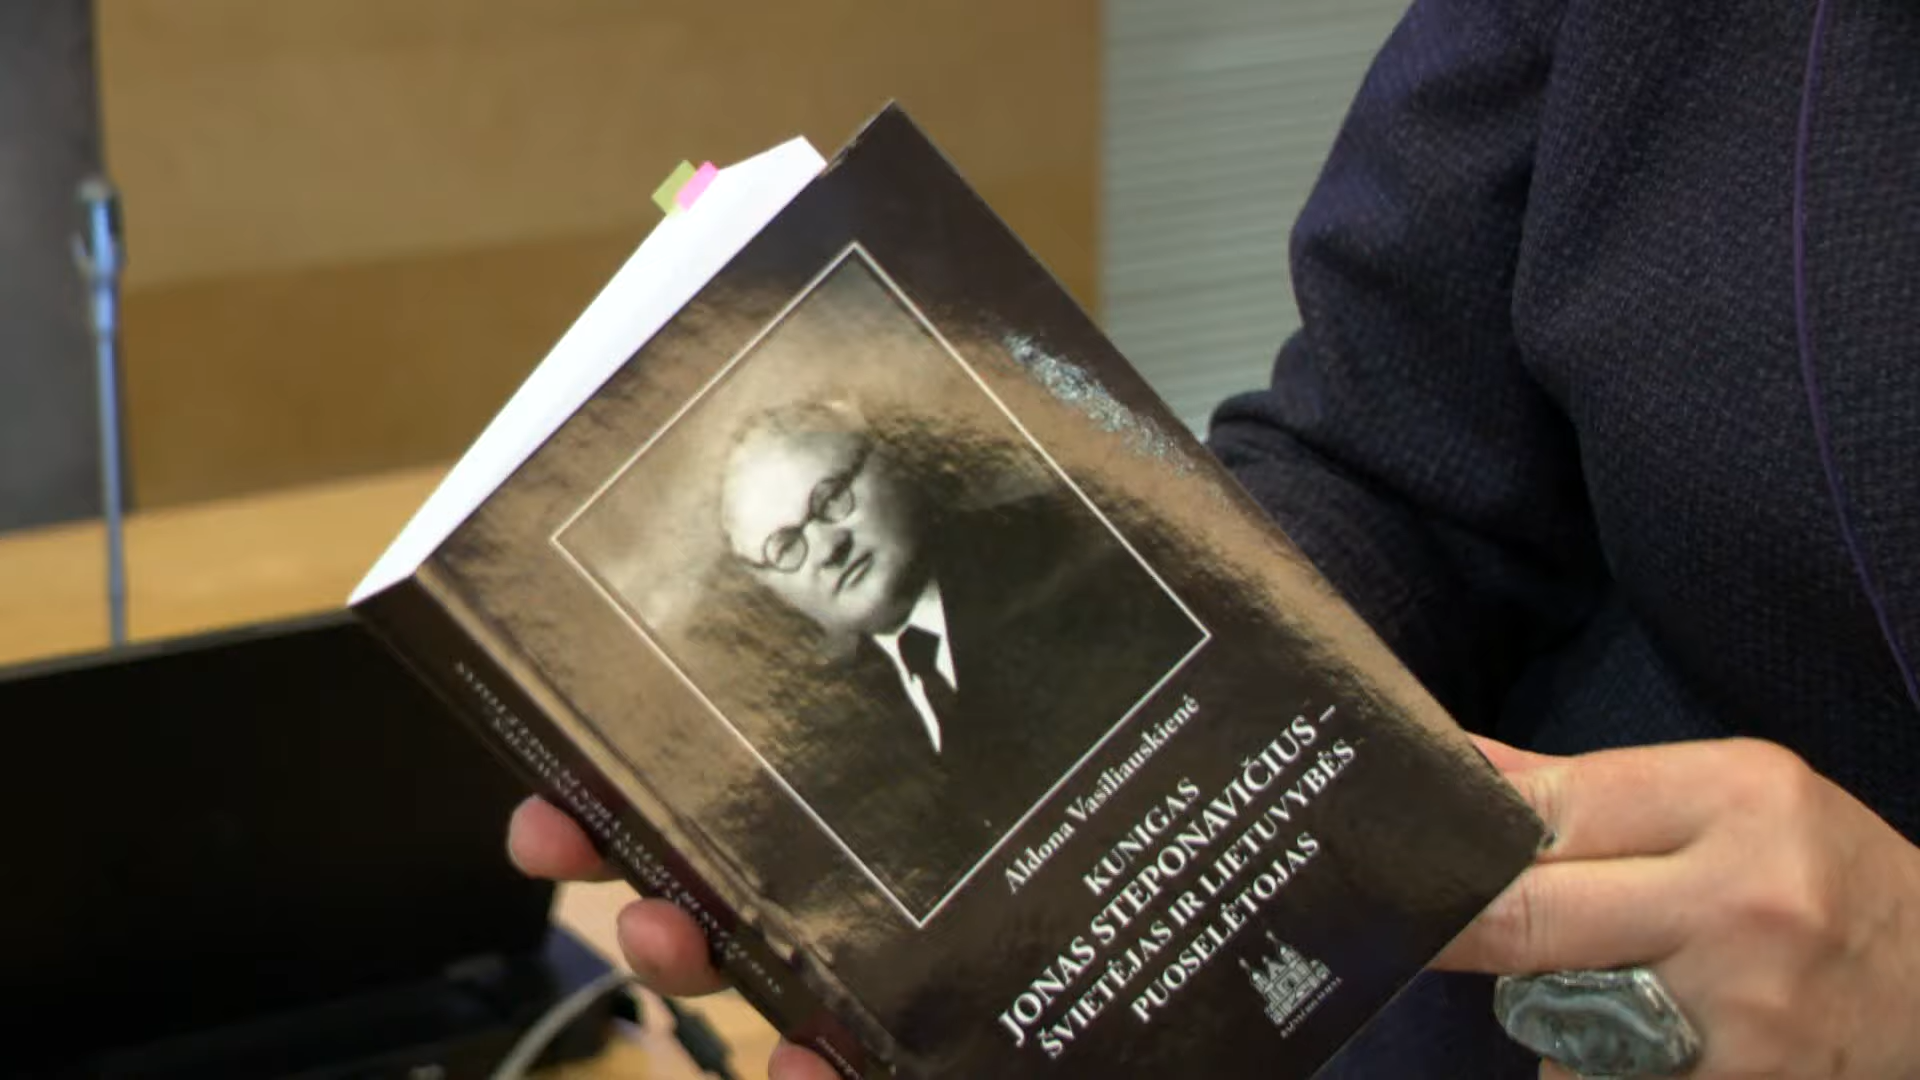 Aldona Vasiliauskienė
KUNIGAS
JONAS STEPONAVIČIUS –
ŠVIETĖJAS IR LIETUVYBĖS
PUOSELĖTOJAS